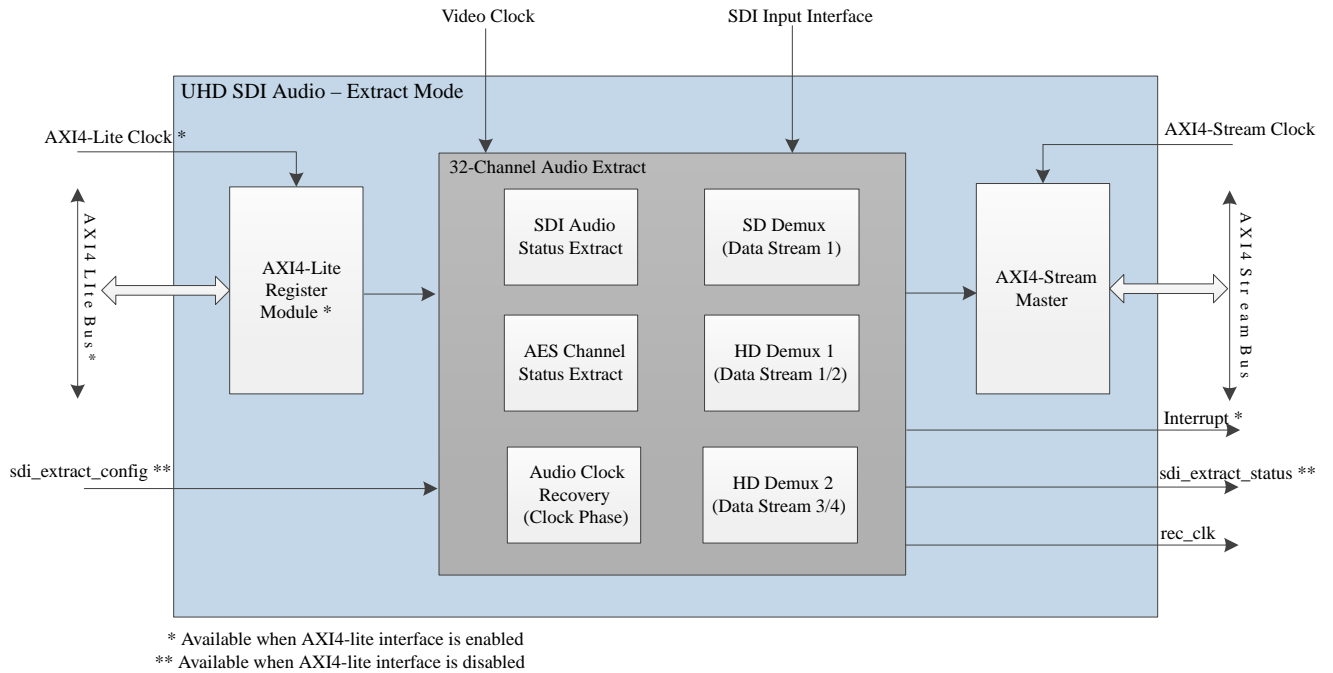 Video Clock
SDI Input Interface
UHD SDI Audio – Extract Mode
AXI4-Lite Clock *
AXI4-Stream Clock
32-Channel Audio Extract
AXI4 LIte Bus *
AXI4-Lite
Register
Module *
SDI Audio
Status Extract
SD Demux
(Data Stream 1)
AXI4-Stream
Master
AXI4 Stream Bus
AES Channel
Status Extract
HD Demux 1
(Data Stream 1/2)
Interrupt *
sdi_extract_config **
Audio Clock
Recovery
(Clock Phase)
HD Demux 2
(Data Stream 3/4)
sdi_extract_status **
rec_clk
* Available when AXI4-lite interface is enabled
** Available when AXI4-lite interface is disabled